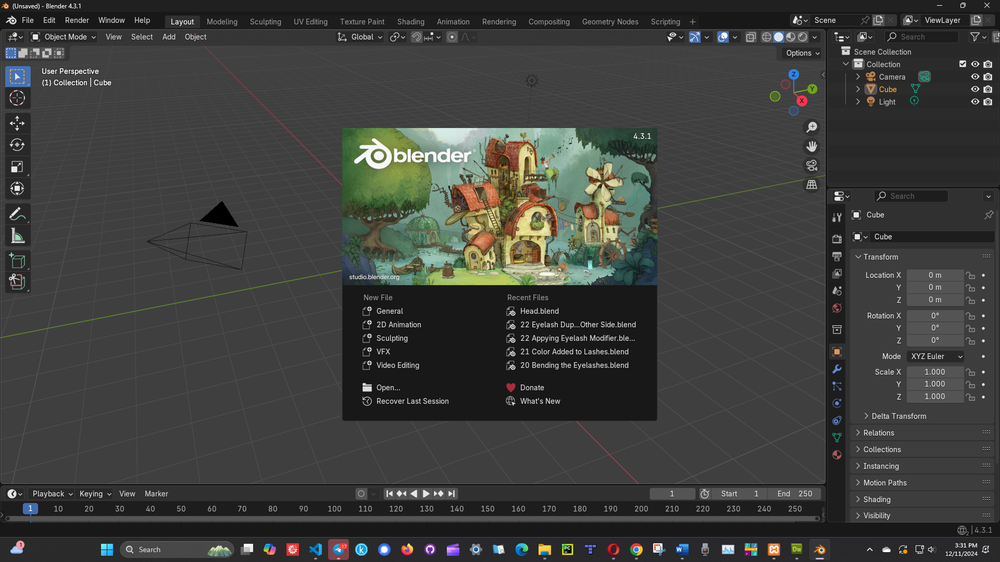 (Unsaved) - Blender 4.3.1
File Edit Render Window Help
Layout Modeling Sculpting UV Editing Texture Paint Shading Animation Rendering Compositing Geometry Nodes Scripting +
Scene
ViewLayer
Object Mode View Select Add Object
Global
Search
Options
User Perspective
(1) Collection | Cube
Z
Y
X
Scene Collection
Collection
Camera
Cube
Light
blender
4.3.1
studio.blender.org
New File
General
2D Animation
Sculpting
VFX
Video Editing
Open...
Recover Last Session
Recent Files
Head.blend
22 Eyelash Dup...Other Side.blend
22 Appying Eyelash Modifier.ble...
21 Color Added to Lashes.blend
20 Bending the Eyelashes.blend
Donate
What's New
Search
Cube
Cube
Transform
Location X 0 m
Y 0 m
Z 0 m
Rotation X 0°
Y 0°
Z 0°
Mode XYZ Euler
Scale X 1.000
Y 1.000
Z 1.000
Delta Transform
Relations
Collections
Instancing
Motion Paths
Shading
Visibility
Playback Keying View Marker
1 Start 1 End 250
1 10 20 30 40 50 60 70 80 90 100 110 120 130 140 150 160 170 180 190 200 210 220 230 240 250
2 | 4.3.1
1
Search
17
PC
Dw
3:31 PM
12/11/2024